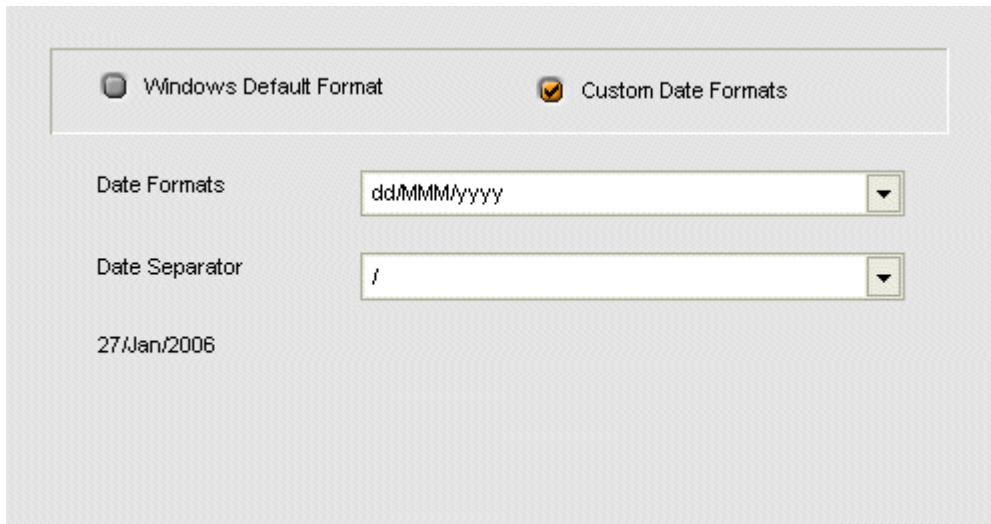 Windows Default Format
Custom Date Formats
Date Formats
dd/MMM/yyyy
Date Separator
/
27/Jan/2006